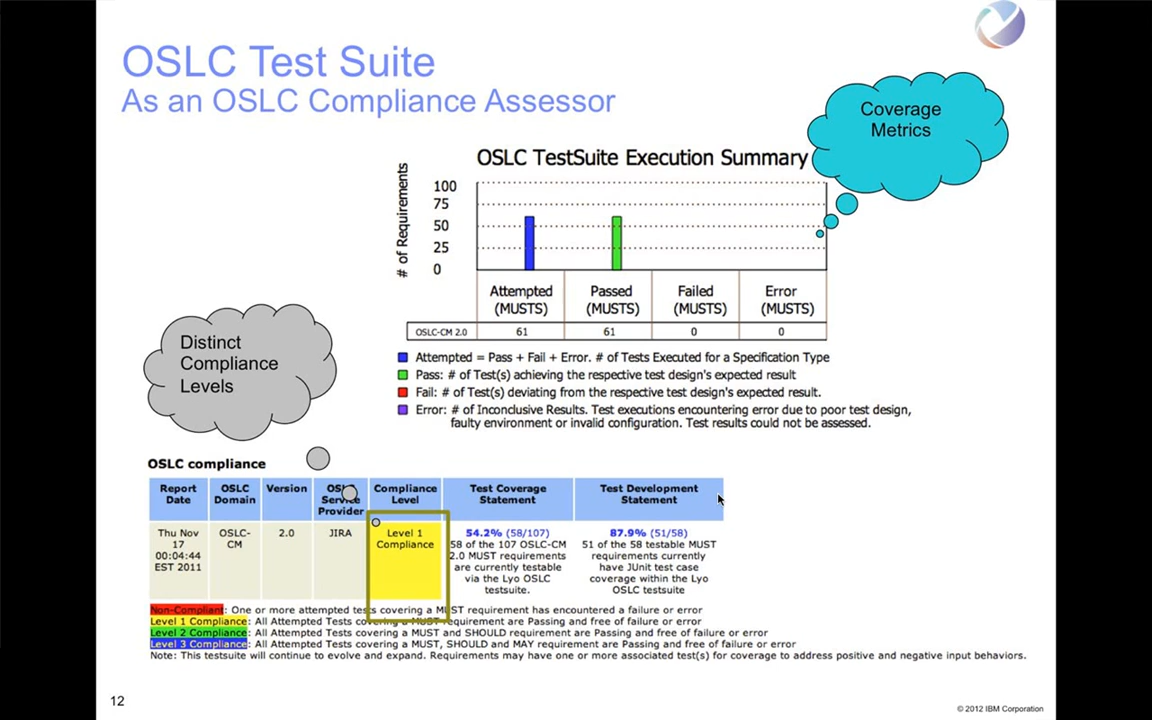 OSLC Test Suite
As an OSLC Compliance Assessor
Coverage
Metrics
OSLC TestSuite Execution Summary
# of Requirements
100
75
50
25
0
Attempted (MUSTS) Passed (MUSTS) Failed (MUSTS) Error (MUSTS)
OSLC-CM 2.0 61 61 0 0
Attempted = Pass + Fail + Error. # of Tests Executed for a Specification Type
Pass: # of Test(s) achieving the respective test design's expected result
Fail: # of Test(s) deviating from the respective test design's expected result.
Error: # of Inconclusive Results. Test executions encountering error due to poor test design,
faulty environment or invalid configuration. Test results could not be assessed.
Distinct
Compliance
Levels
OSLC compliance
Report
Date
OSLC
Domain
Version
OSLC
Service
Provider
Compliance
Level
Test Coverage
Statement
Test Development
Statement
Thu Nov
17
00:04:44
EST 2011
OSLC-
CM
2.0
JIRA
Level 1
Compliance
54.2% (58/107)
58 of the 107 OSLC-CM
2.0 MUST requirements
are currently testable
via the Lyo OSLC
testsuite.
87.9% (51/58)
51 of the 58 testable MUST
requirements currently
have JUnit test case
coverage within the Lyo
OSLC testsuite
Non-Compliant: One or more attempted tests covering a MUST requirement has encountered a failure or error
Level 1 Compliance: All Attempted Tests covering a MUST requirement are Passing and free of failure or error
Level 2 Compliance: All Attempted Tests covering a MUST and SHOULD requirement are Passing and free of failure or error
Level 3 Compliance: All Attempted Tests covering a MUST, SHOULD and MAY requirement are Passing and free of failure or error
Note: This testsuite will continue to evolve and expand. Requirements may have one or more associated test(s) for coverage to address positive and negative input behaviors.
12
© 2012 IBM Corporation